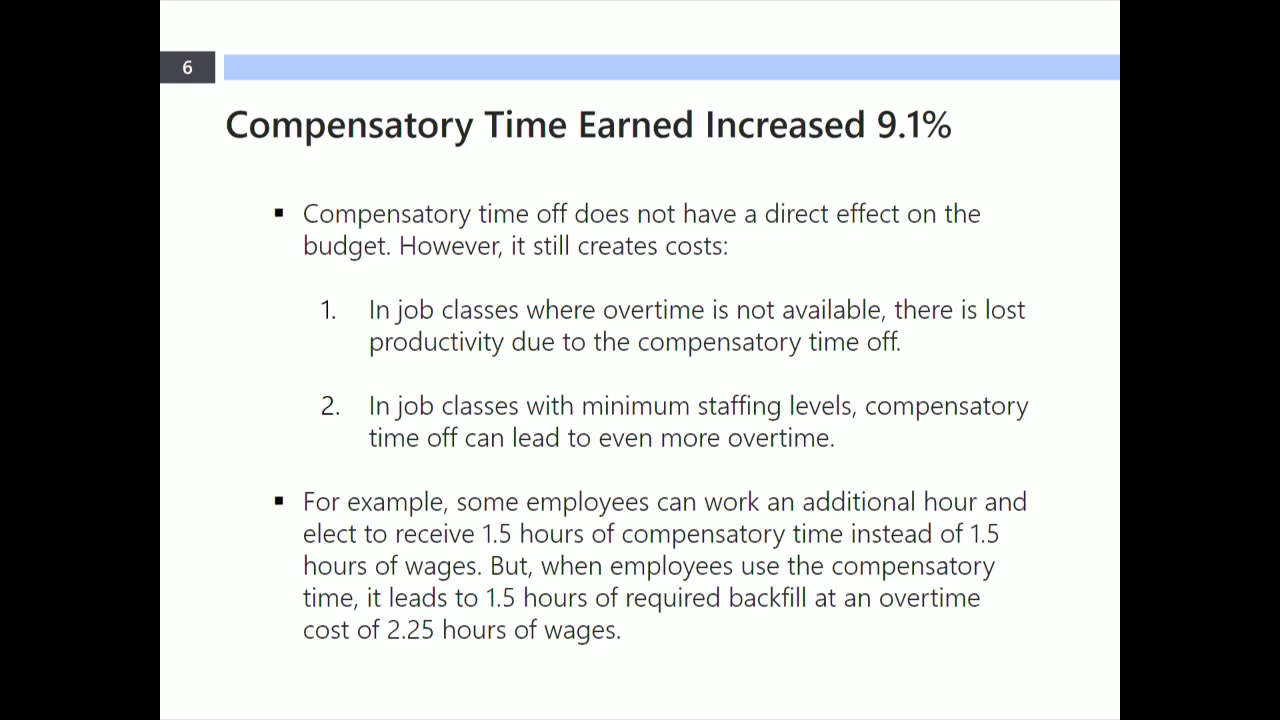 6
Compensatory Time Earned Increased 9.1%
▪ Compensatory time off does not have a direct effect on the
budget. However, it still creates costs:
1. In job classes where overtime is not available, there is lost
productivity due to the compensatory time off.
2. In job classes with minimum staffing levels, compensatory
time off can lead to even more overtime.
▪ For example, some employees can work an additional hour and
elect to receive 1.5 hours of compensatory time instead of 1.5
hours of wages. But, when employees use the compensatory
time, it leads to 1.5 hours of required backfill at an overtime
cost of 2.25 hours of wages.